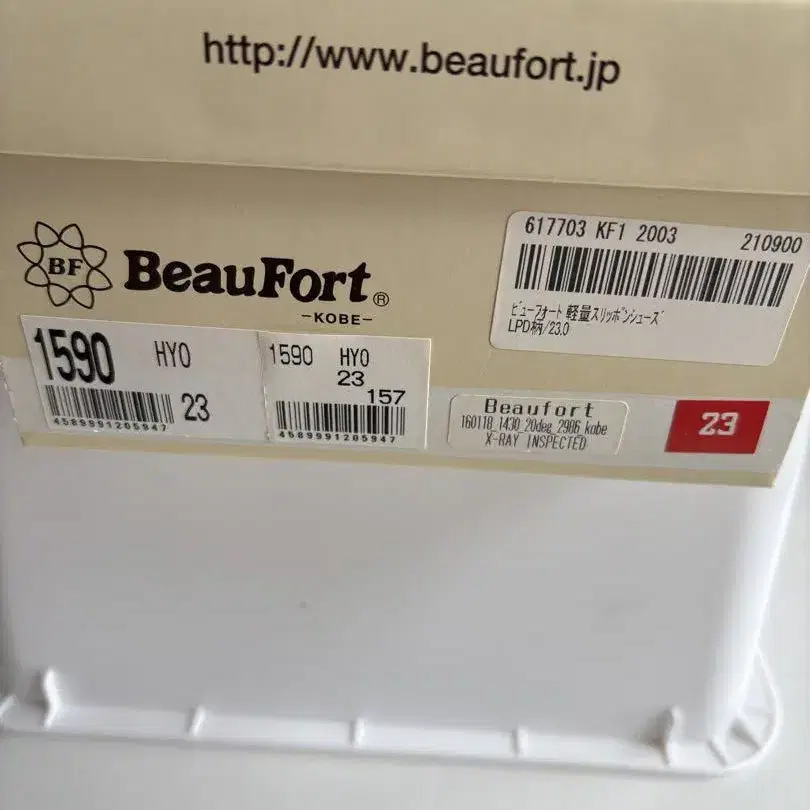 http://www.beaufort.jp
BF BeauFort®
-KOBE-
617703 KF1 2003 210900
ビューフォート 軽量スリッポンシューズ
LPD柄/23.0
1590 HYO
23
4589991205947
1590 HYO
23
157
4589991205947
Beaufort
160118_1430_20deg_2906_kobe
X-RAY INSPECTED
23